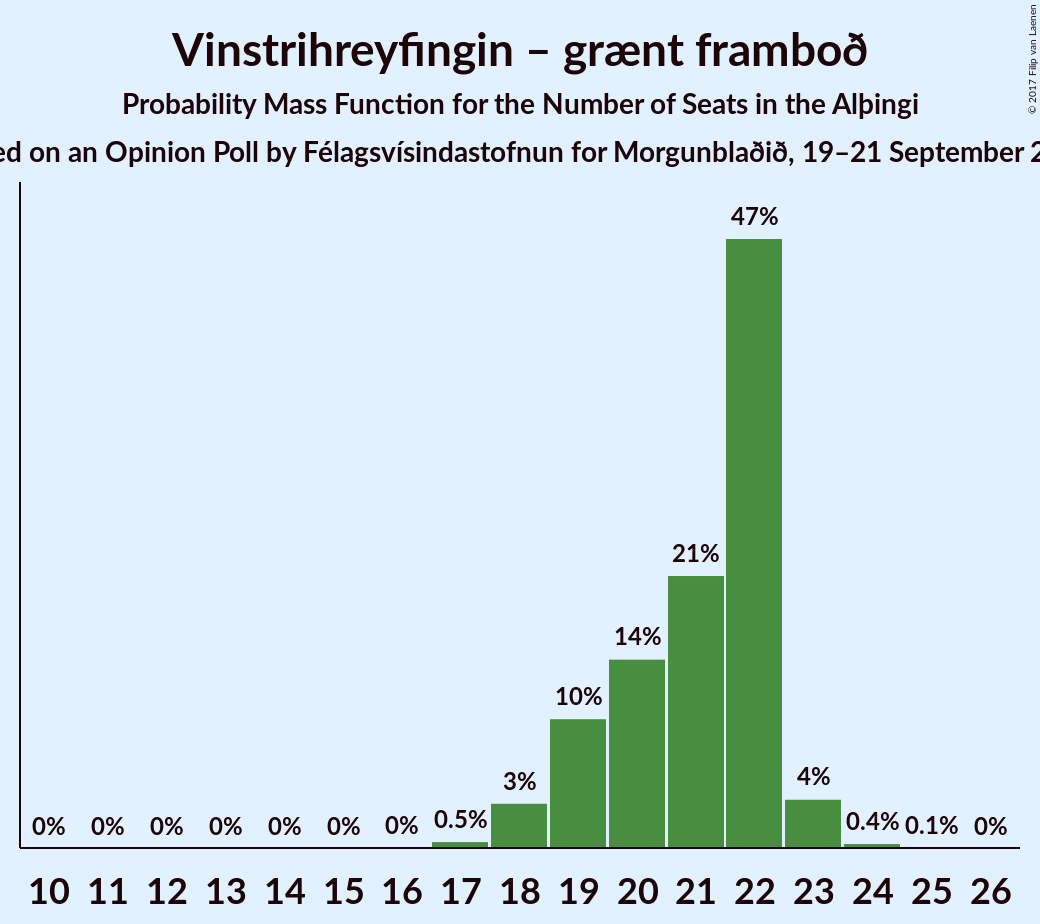 Vinstrihreyfingin – grænt framboð
Probability Mass Function for the Number of Seats in the Alþingi
on an Opinion Poll by Félagsvísindastofnun for Morgunblaðið, 19–21 September
© 2017 Filip van Laenen
47%
21%
14%
10%
3%
4%
0% 0% 0% 0% 0% 0% 0% 0.5% 0.4% 0.1% 0%
10 11 12 13 14 15 16 17 18 19 20 21 22 23 24 25 26